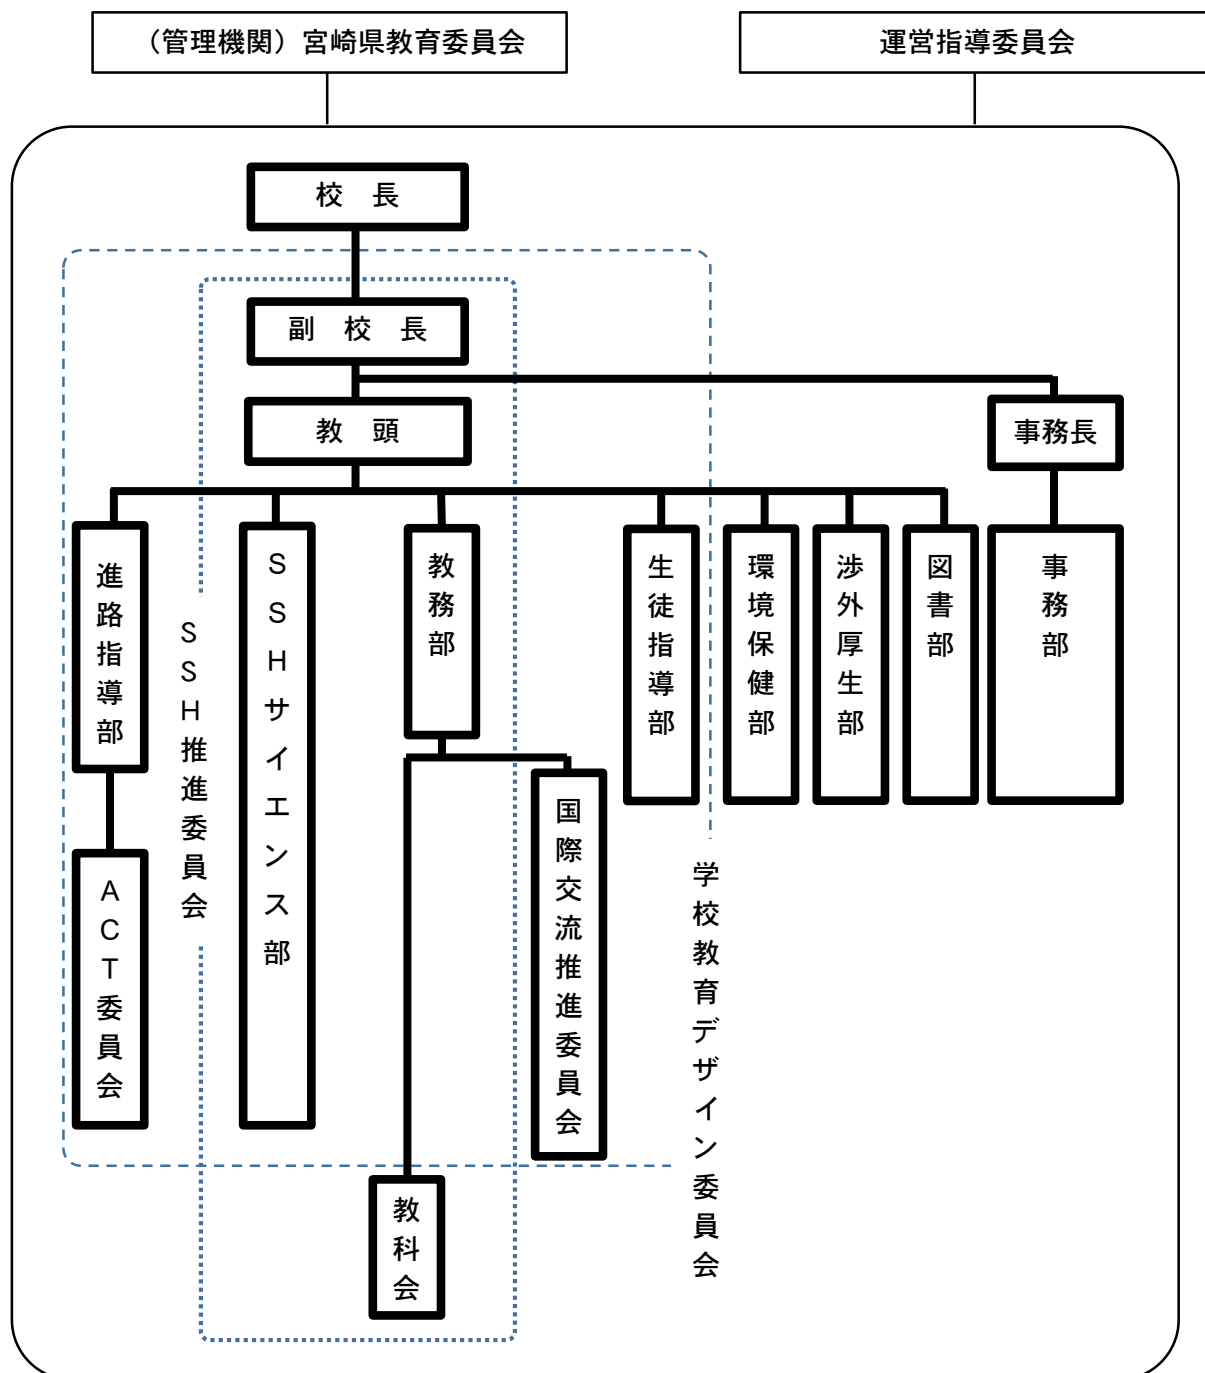 （管理機関）宮崎県教育委員会
運営指導委員会
校　長
副　校　長
教　頭
事務長
進路指導部
ＳＳＨサイエンス部
教務部
生徒指導部
環境保健部
渉外厚生部
図書部
事務部
ＳＳＨ推進委員会
国際交流推進委員会
ＡＣＴ委員会
学校教育デザイン委員会
教科会